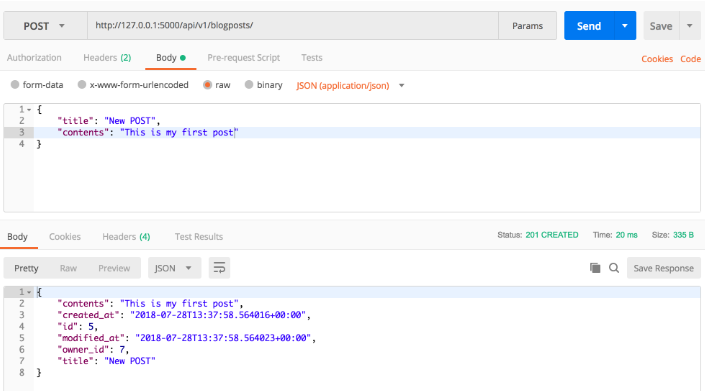 POST http://127.0.0.1:5000/api/v1/blogposts/ Params Send Save
Authorization Headers (2) Body Pre-request Script Tests Cookies Code
form-data x-www-form-urlencoded raw binary JSON (application/json)
1 {
2 "title": "New POST",
3 "contents": "This is my first post"
4 }
Body Cookies Headers (4) Test Results Status: 201 CREATED Time: 20 ms Size: 335 B
Pretty Raw Preview JSON Save Response
1 {
2 "contents": "This is my first post",
3 "created_at": "2018-07-28T13:37:58.564016+00:00",
4 "id": 5,
5 "modified_at": "2018-07-28T13:37:58.564023+00:00",
6 "owner_id": 7,
7 "title": "New POST"
8 }